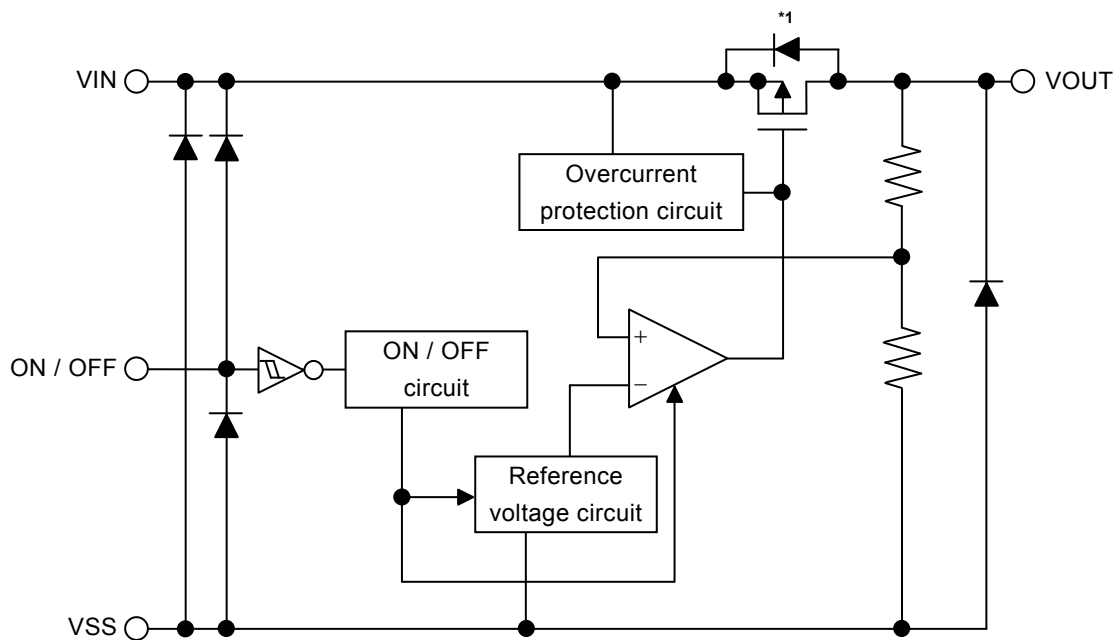 *1
VIN
VOUT
Overcurrent
protection circuit
+
−
ON / OFF
ON / OFF
circuit
Reference
voltage circuit
VSS